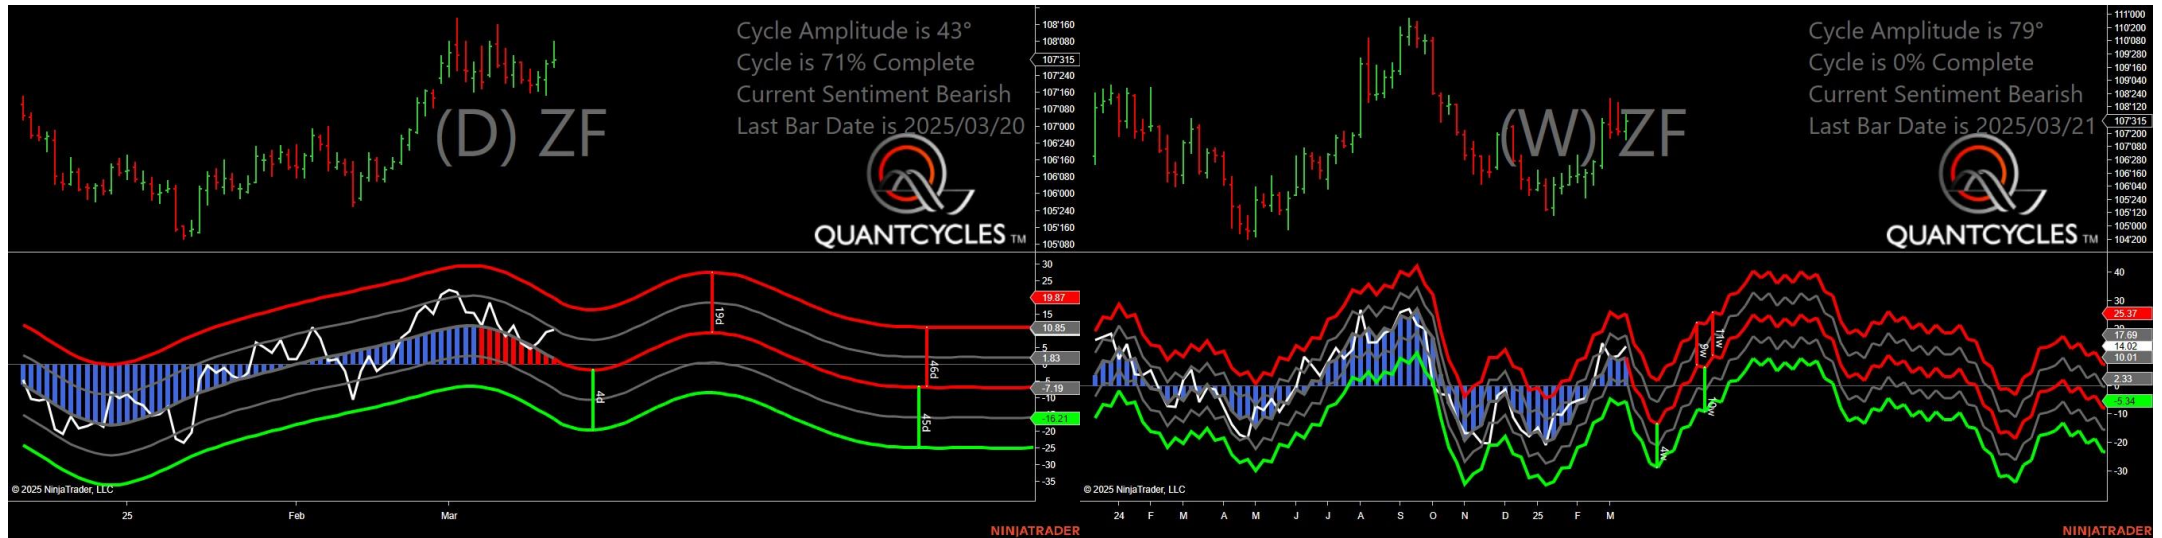 Cycle Amplitude is 43°
Cycle is 71% Complete
Current Sentiment Bearish
Last Bar Date is 2025/03/20
(D) ZF
QUANTCYCLES TM
108'160
108'080
107'315
107'240
107'160
107'080
107'000
106'240
106'160
106'080
106'000
105'240
105'160
105'080
30
25
19.87
15
10.85
5
1.83
0
-7.19
-10
-16.21
-20
-25
-30
-35
19d
4d
46d
45d
© 2025 NinjaTrader, LLC
25
Feb
Mar
NINJATRADER
Cycle Amplitude is 79°
Cycle is 0% Complete
Current Sentiment Bearish
Last Bar Date is 2025/03/21
(W) ZF
QUANTCYCLES TM
111'000
110'200
110'080
109'280
109'160
109'040
108'240
108'120
107'315
107'200
107'080
106'280
106'160
106'040
105'240
105'120
105'000
104'200
40
30
25.37
17.69
14.02
10.01
2.33
0
-5.34
-10
-20
-30
11w
9w
10w
4w
© 2025 NinjaTrader, LLC
24
F
M
A
M
J
J
A
S
O
N
D
25
F
M
NINJATRADER